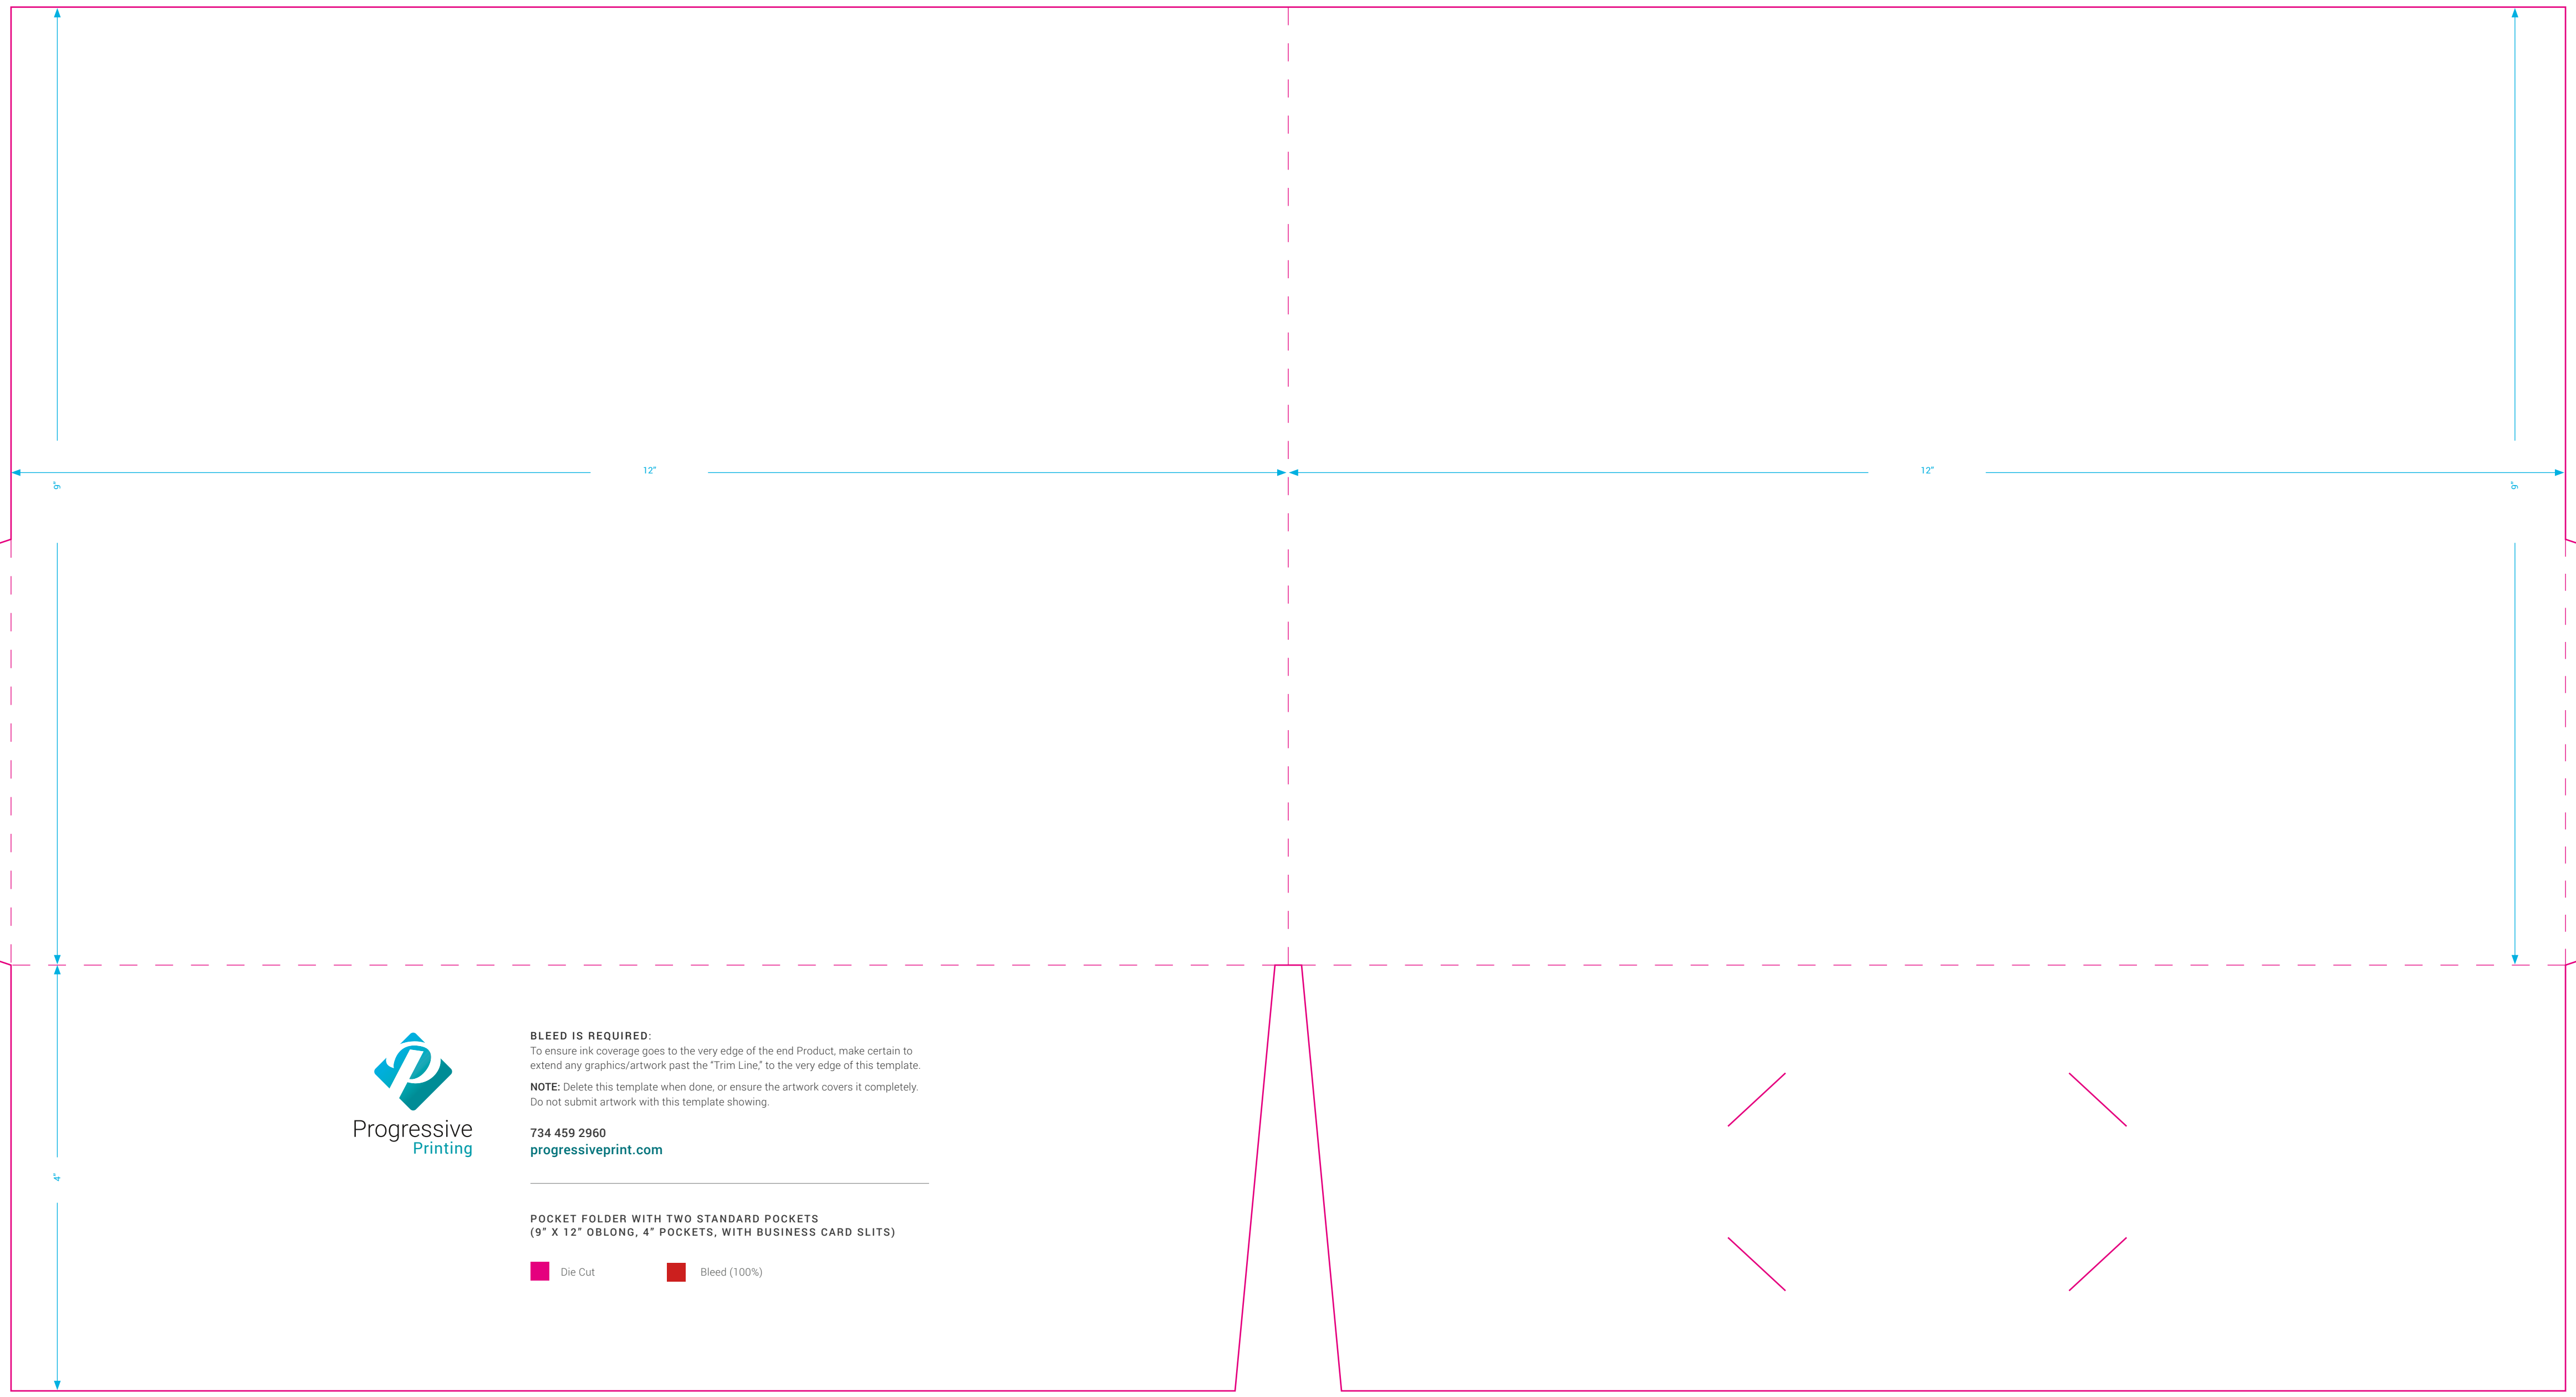 12”
12”
9”
9”
4”
Progressive
Printing
BLEED IS REQUIRED:
To ensure ink coverage goes to the very edge of the end Product, make certain to
extend any graphics/artwork past the “Trim Line,” to the very edge of this template.
NOTE: Delete this template when done, or ensure the artwork covers it completely.
Do not submit artwork with this template showing.
734 459 2960
progressiveprint.com
POCKET FOLDER WITH TWO STANDARD POCKETS
(9” X 12” OBLONG, 4” POCKETS, WITH BUSINESS CARD SLITS)
Die Cut
Bleed (100%)